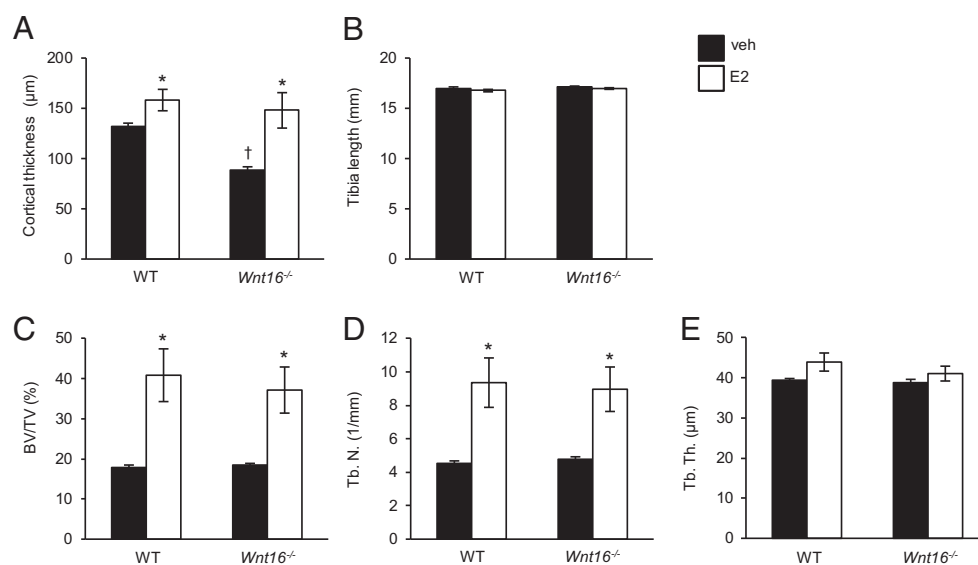 A
Cortical thickness (µm)
200
150
100
50
0
*
†
*
WT
Wnt16-/-
B
Tibia length (mm)
20
15
10
5
0
WT
Wnt16-/-
veh
E2
C
BV/TV (%)
50
40
30
20
10
0
*
*
WT
Wnt16-/-
D
Tb. N. (1/mm)
12
10
8
6
4
2
0
*
*
WT
Wnt16-/-
E
Tb. Th. (µm)
50
40
30
20
10
0
WT
Wnt16-/-